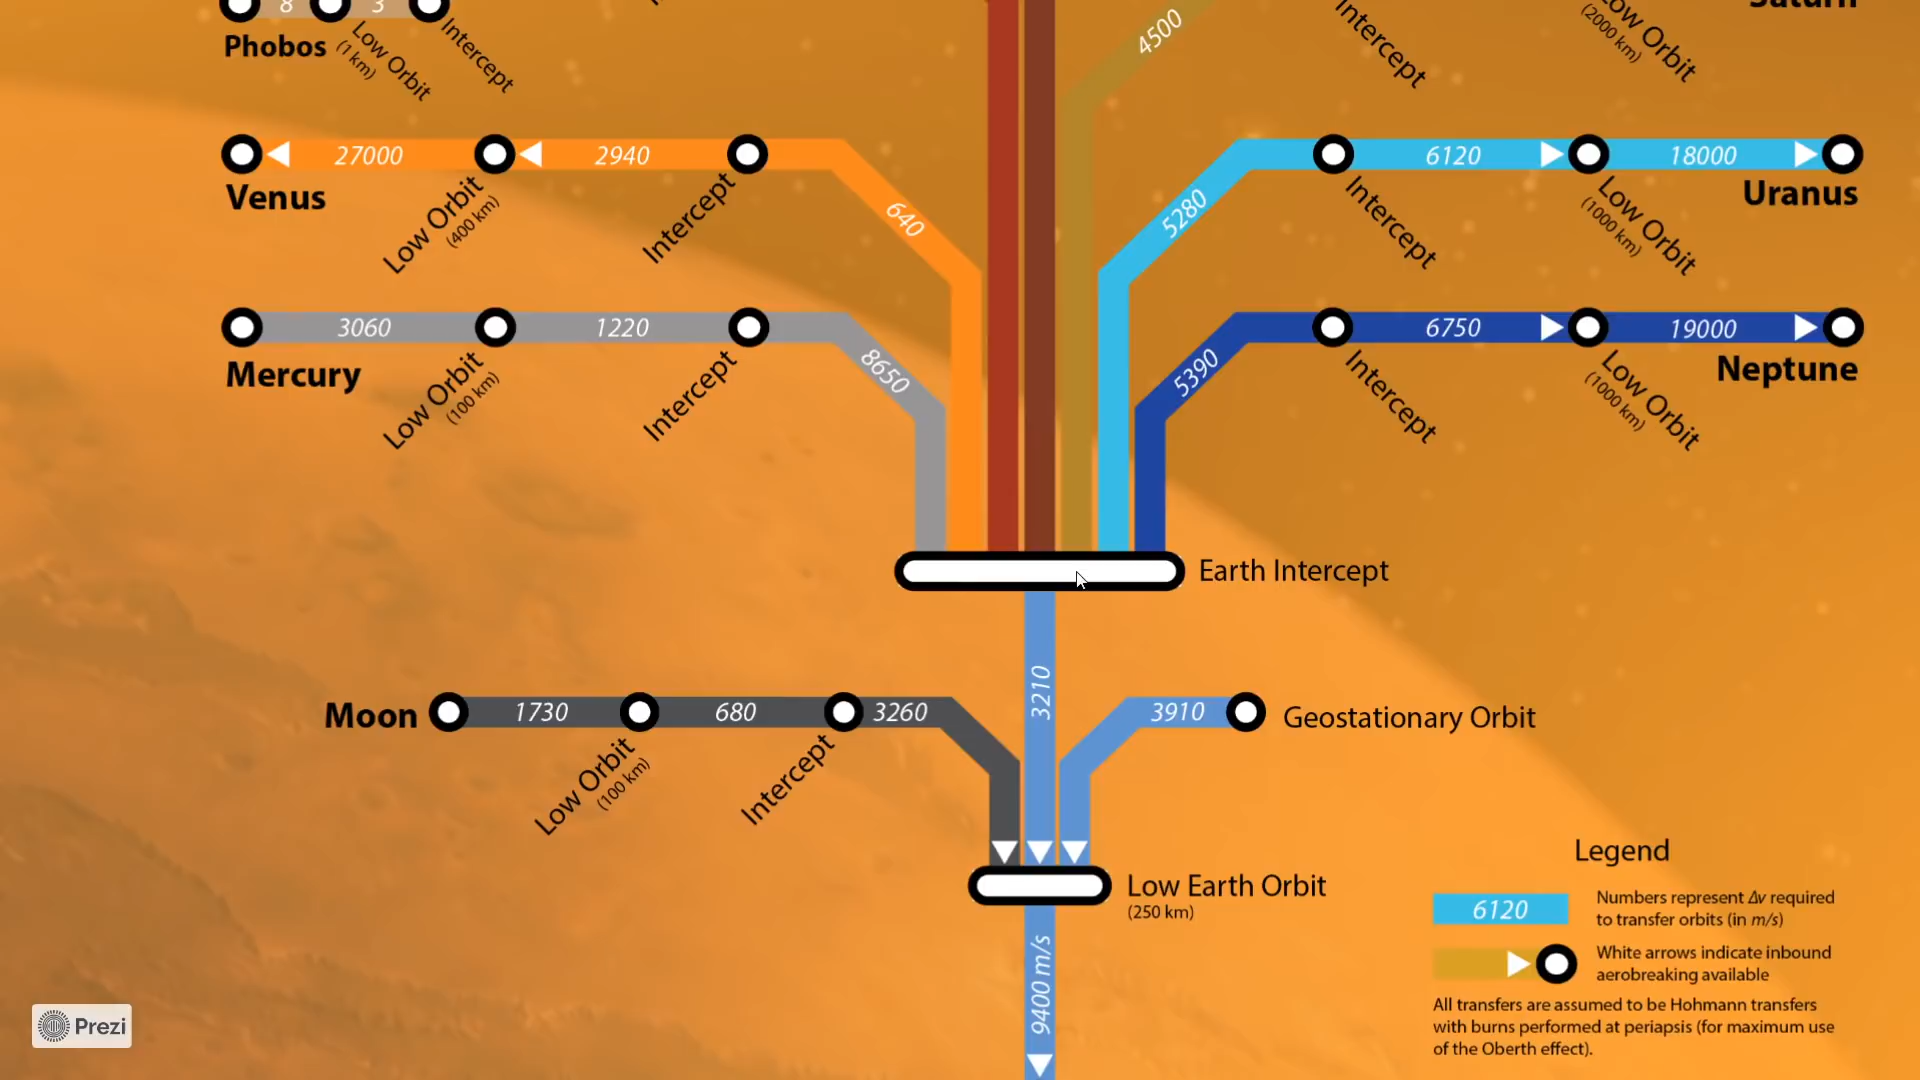 8
3
Phobos
Low Orbit
(1 km)
Intercept
4500
Intercept
Low Orbit
(2000 km)
Saturn
27000
2940
Venus
Low Orbit
(400 km)
Intercept
640
5280
6120
18000
Intercept
Low Orbit
(1000 km)
Uranus
3060
1220
Mercury
Low Orbit
(100 km)
Intercept
8650
5390
6750
19000
Intercept
Low Orbit
(1000 km)
Neptune
Earth Intercept
3210
Moon
1730
680
3260
Low Orbit
(100 km)
Intercept
3910
Geostationary Orbit
Low Earth Orbit
(250 km)
9400 m/s
Legend
6120
Numbers represent Δv required
to transfer orbits (in m/s)
White arrows indicate inbound
aerobreaking available
All transfers are assumed to be Hohmann transfers
with burns performed at periapsis (for maximum use
of the Oberth effect).
Prezi